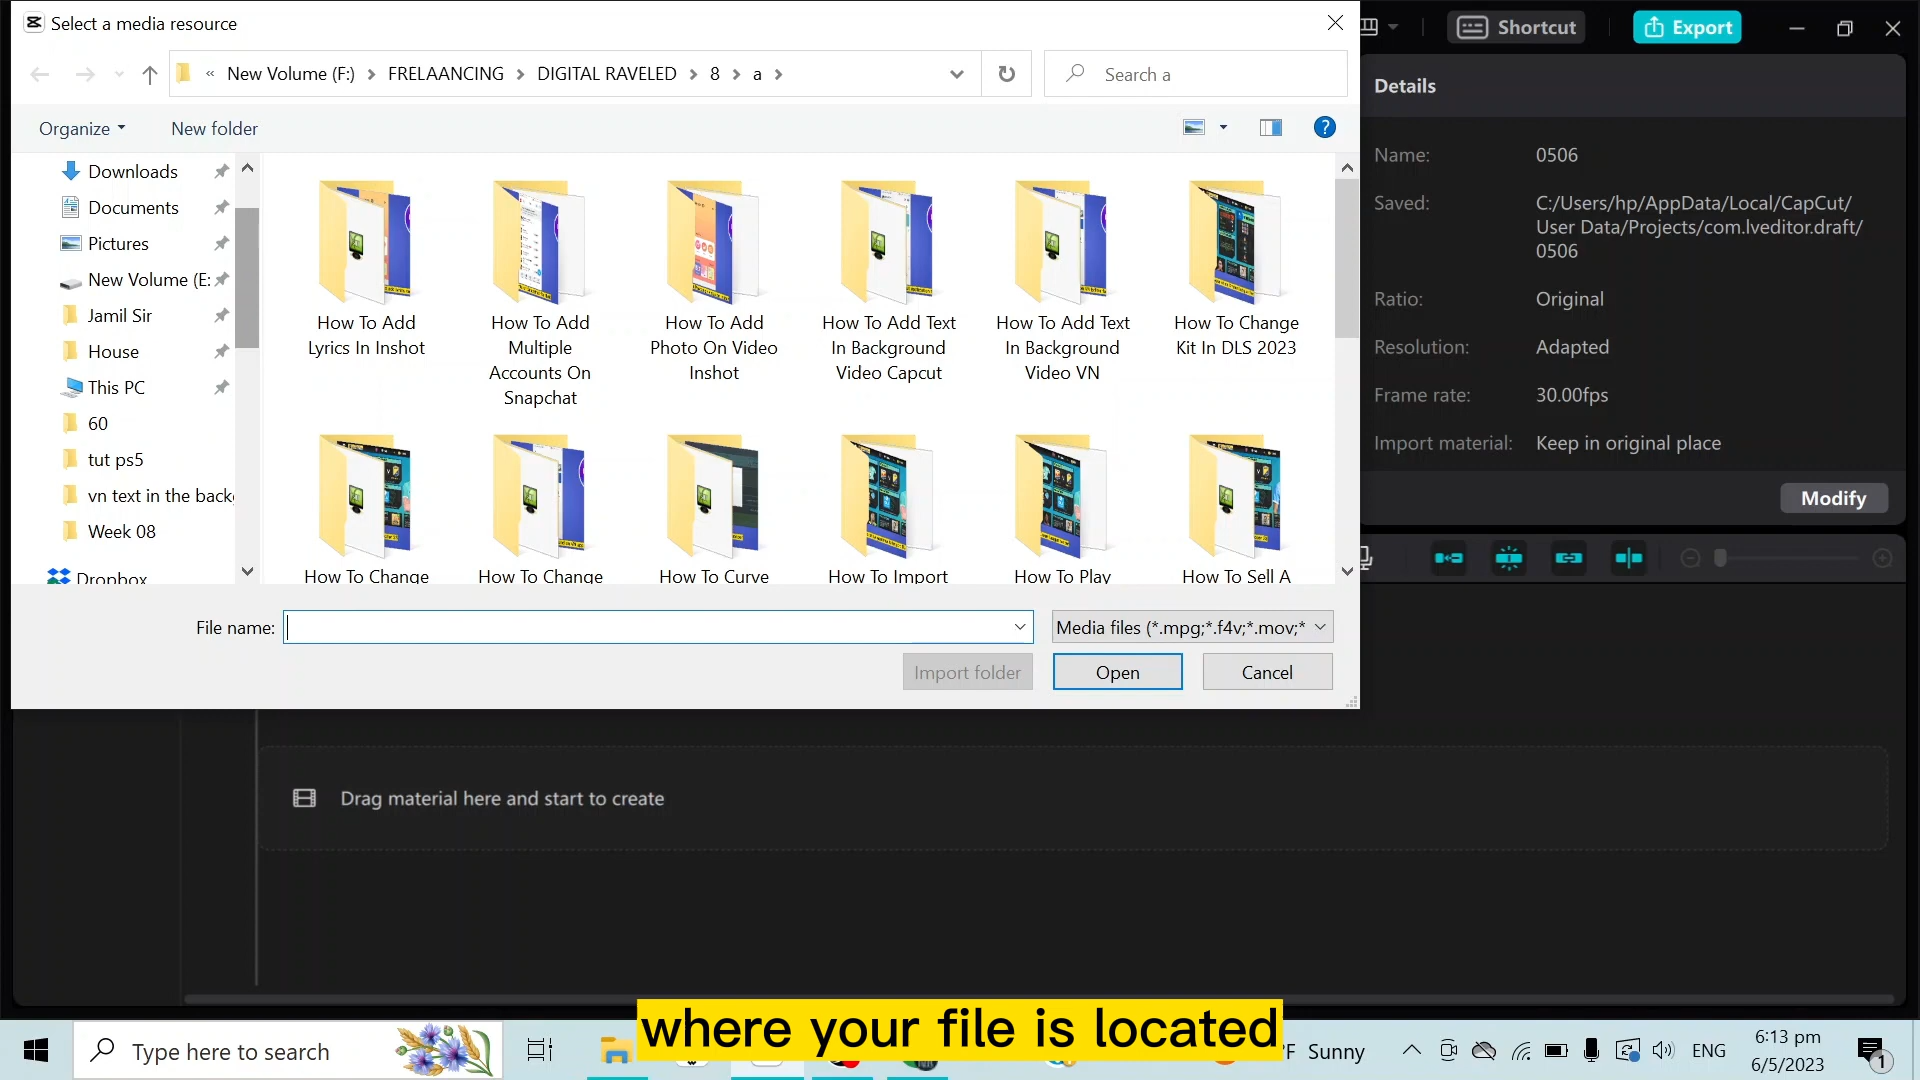 Select a media resource
Shortcut
Export
« New Volume (F:) > FRELAANCING > DIGITAL RAVELED > 8 > a >
Search a
Organize
New folder
Details
Name: 0506
Saved: C:/Users/hp/AppData/Local/CapCut/
User Data/Projects/com.lveditor.draft/
0506
Ratio: Original
Resolution: Adapted
Frame rate: 30.00fps
Import material: Keep in original place
Modify
Downloads
Documents
Pictures
New Volume (E:
Jamil Sir
House
This PC
60
tut ps5
vn text in the back
Week 08
Dropbox
How To Add
Lyrics In Inshot
How To Add
Multiple
Accounts On
Snapchat
How To Add
Photo On Video
Inshot
How To Add Text
In Background
Video Capcut
How To Add Text
In Background
Video VN
How To Change
Kit In DLS 2023
How To Change
How To Change
How To Curve
How To Import
How To Play
How To Sell A
File name:
Media files (*.mpg;*.f4v;*.mov;*
Import folder
Open
Cancel
Drag material here and start to create
where your file is located
Type here to search
F Sunny
ENG
6:13 pm
6/5/2023
1